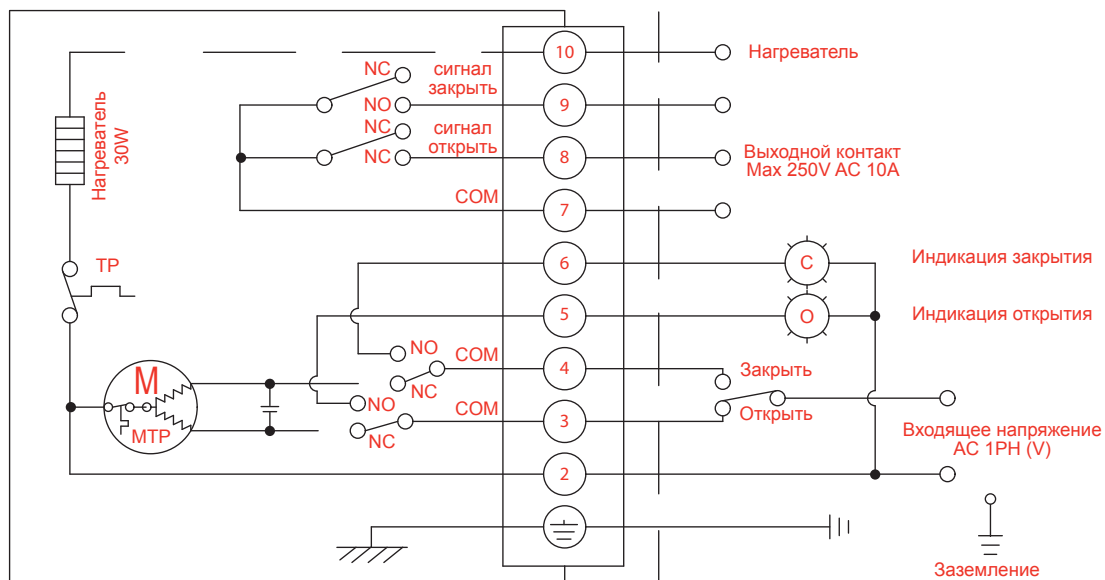 10
Нагреватель
NC
сигнал
закрыть
NO
9
NC
сигнал
открыть
NC
8
Выходной контакт
Max 250V AC 10A
Нагреватель
30W
COM
7
TP
6
C
Индикация закрытия
5
O
Индикация открытия
NO
COM
4
Закрыть
NC
M
MTP
NO
COM
3
Открыть
NC
Входящее напряжение
AC 1PH (V)
2
Заземление